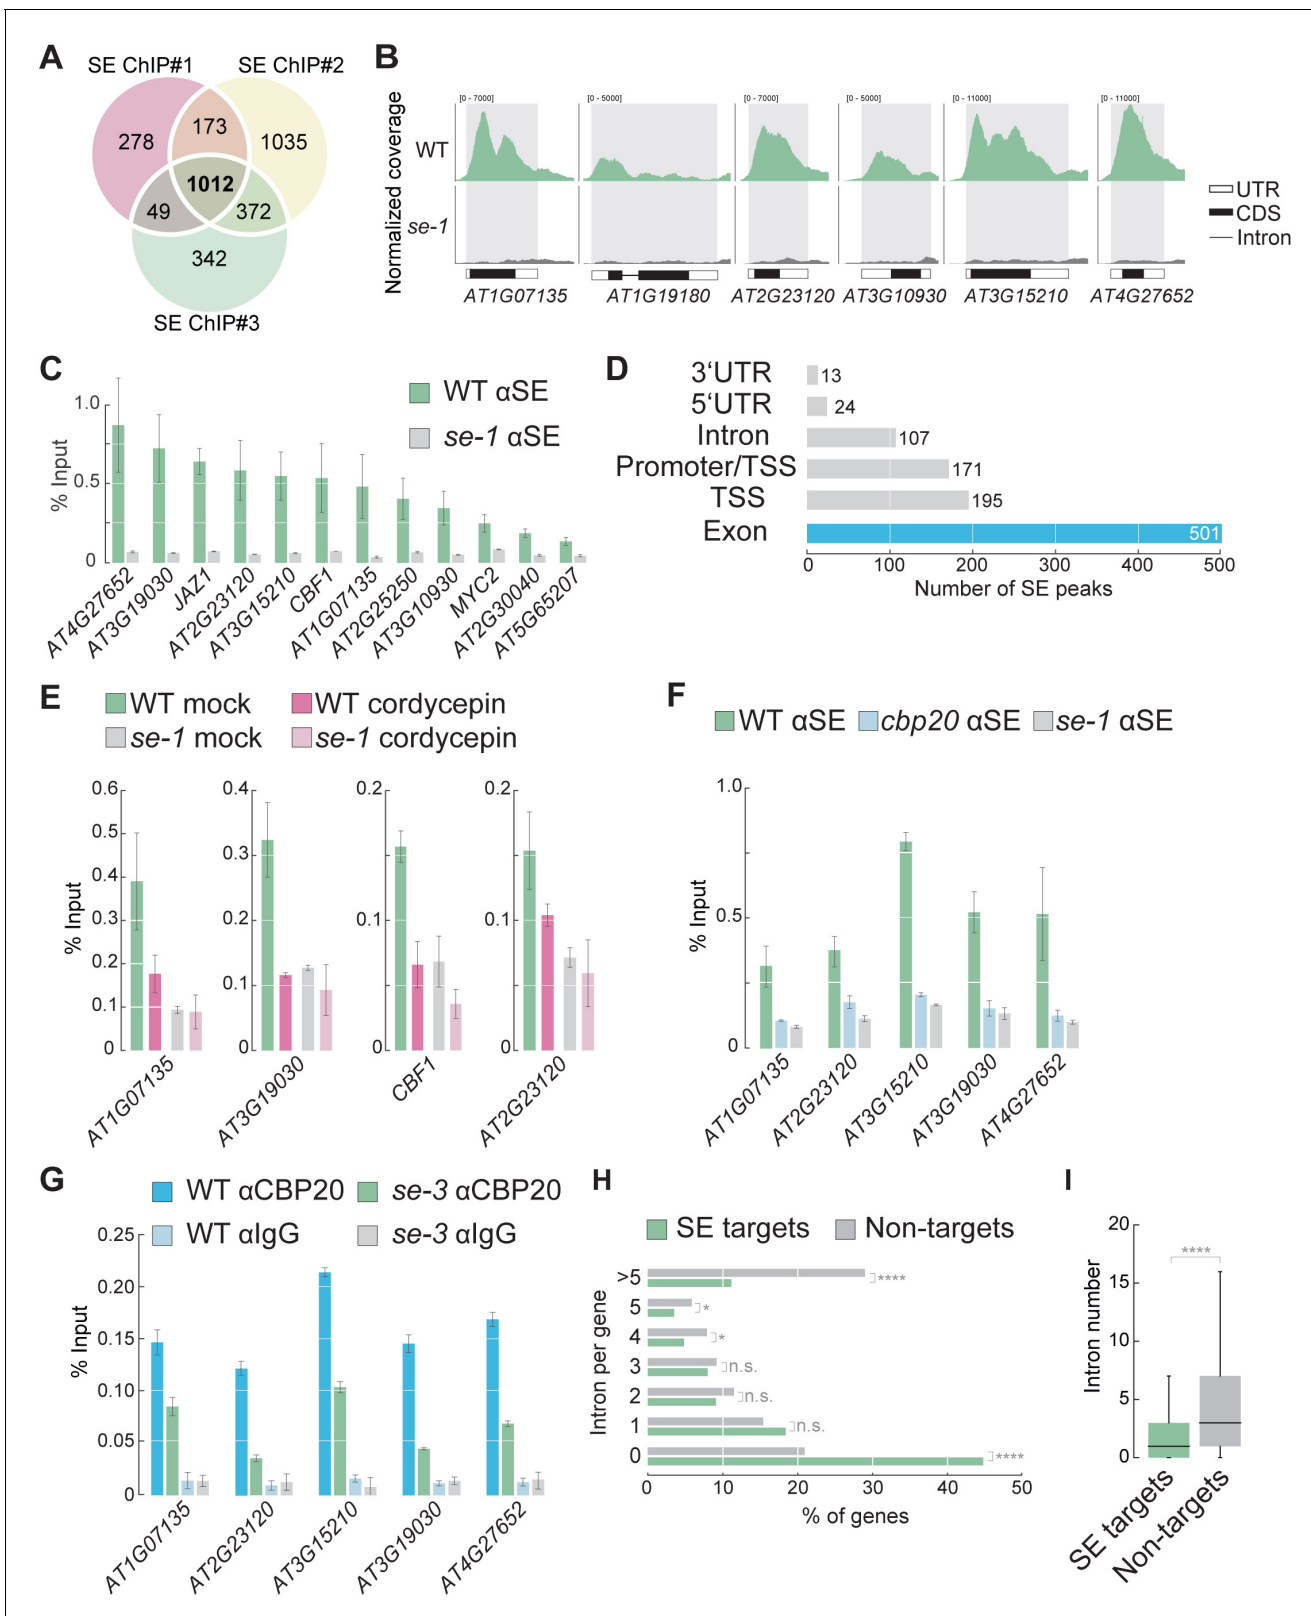 A
SE ChIP#1
SE ChIP#2
278
173
1035
1012
49
372
342
SE ChIP#3
B
Normalized coverage
WT
se-1
[0 - 7000]
[0 - 5000]
[0 - 7000]
[0 - 5000]
[0 - 11000]
[0 - 11000]
AT1G07135
AT1G19180
AT2G23120
AT3G10930
AT3G15210
AT4G27652
UTR
CDS
Intron
C
WT αSE
se-1 αSE
% Input
1.0
0.5
0
AT4G27652
AT3G19030
JAZ1
AT2G23120
AT3G15210
CBF1
AT1G07135
AT2G25250
AT3G10930
MYC2
AT2G30040
AT5G65207
D
3‘UTR
13
5‘UTR
24
Intron
107
Promoter/TSS
171
TSS
195
Exon
501
0 100 200 300 400 500
Number of SE peaks
E
WT mock
WT cordycepin
se-1 mock
se-1 cordycepin
% Input
0.6
0.5
0.4
0.3
0.2
0.1
0
AT1G07135
0.4
0.3
0.2
0.1
0
AT3G19030
0.2
0.1
0
CBF1
0.2
0.1
0
AT2G23120
F
WT αSE
cbp20 αSE
se-1 αSE
% Input
1.0
0.5
0
AT1G07135
AT2G23120
AT3G15210
AT3G19030
AT4G27652
G
WT αCBP20
se-3 αCBP20
WT αIgG
se-3 αIgG
% Input
0.25
0.20
0.15
0.10
0.05
0
AT1G07135
AT2G23120
AT3G15210
AT3G19030
AT4G27652
H
SE targets
Non-targets
Intron per gene
>5
****
5
*
4
*
3
n.s.
2
n.s.
1
n.s.
0
****
0 10 20 30 40 50
% of genes
I
Intron number
20
15
10
5
0
****
SE targets
Non-targets